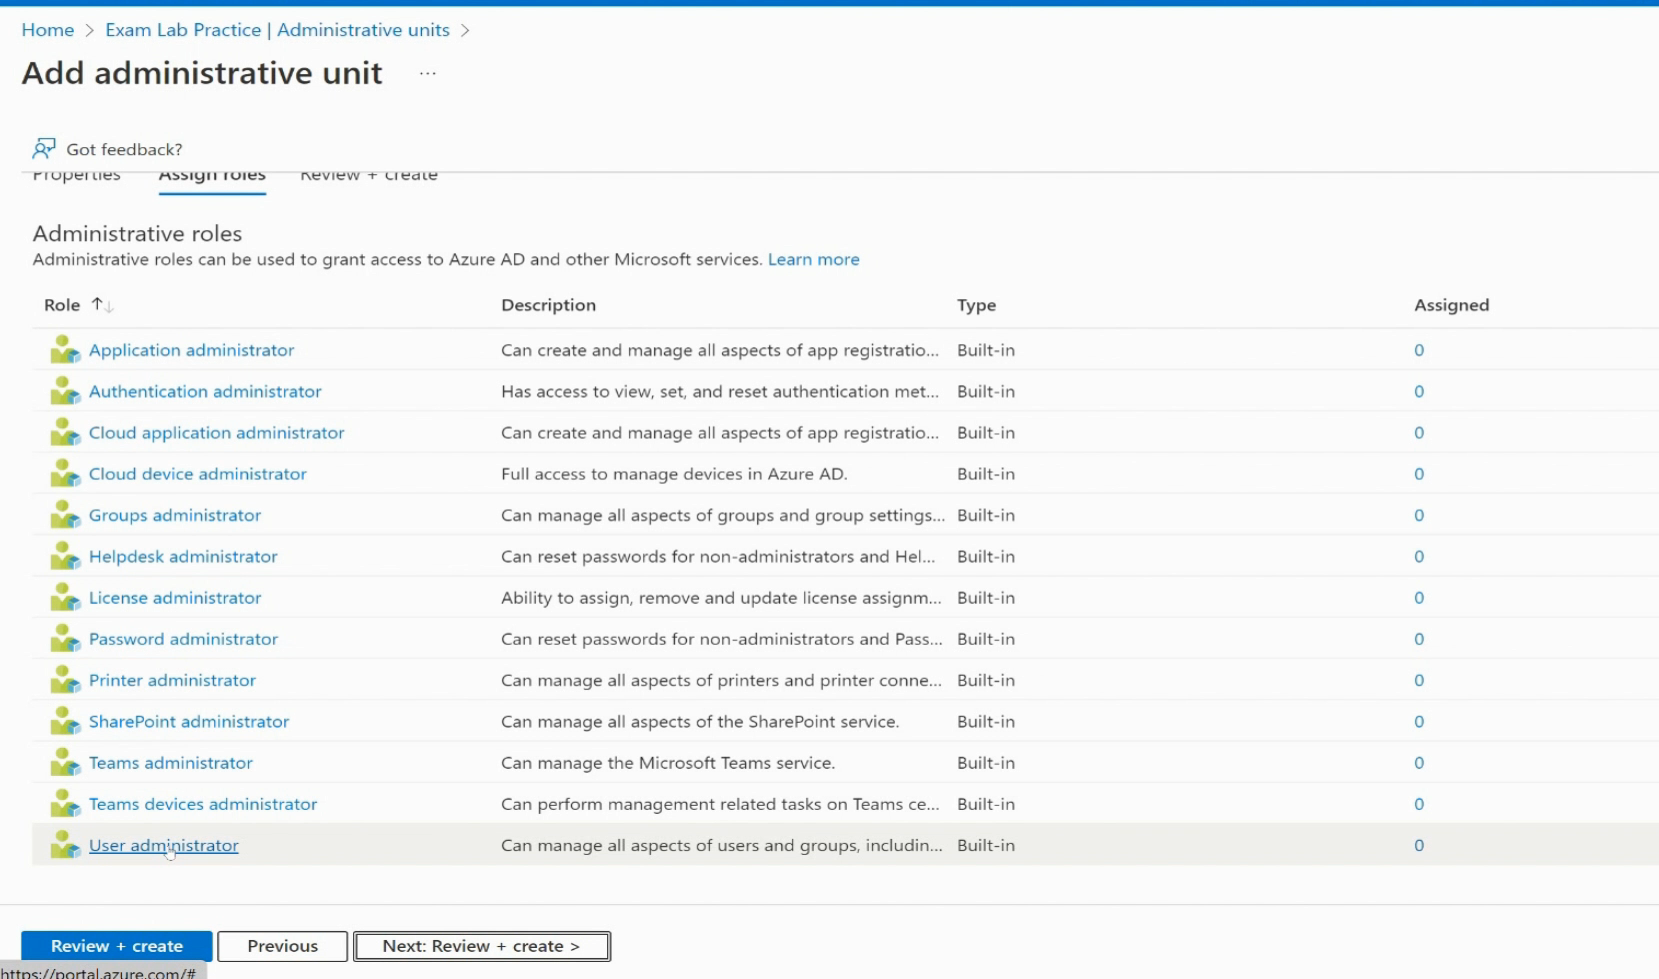 Home > Exam Lab Practice | Administrative units >
Add administrative unit ...
Got feedback?
Properties Assign roles Review + create
Administrative roles
Administrative roles can be used to grant access to Azure AD and other Microsoft services. Learn more
Role ↑↓ Description Type Assigned
Application administrator Can create and manage all aspects of app registratio... Built-in 0
Authentication administrator Has access to view, set, and reset authentication met... Built-in 0
Cloud application administrator Can create and manage all aspects of app registratio... Built-in 0
Cloud device administrator Full access to manage devices in Azure AD. Built-in 0
Groups administrator Can manage all aspects of groups and group settings... Built-in 0
Helpdesk administrator Can reset passwords for non-administrators and Hel... Built-in 0
License administrator Ability to assign, remove and update license assignm... Built-in 0
Password administrator Can reset passwords for non-administrators and Pass... Built-in 0
Printer administrator Can manage all aspects of printers and printer conne... Built-in 0
SharePoint administrator Can manage all aspects of the SharePoint service. Built-in 0
Teams administrator Can manage the Microsoft Teams service. Built-in 0
Teams devices administrator Can perform management related tasks on Teams ce... Built-in 0
User administrator Can manage all aspects of users and groups, includin... Built-in 0
Review + create Previous Next: Review + create >
https://portal.azure.com/#